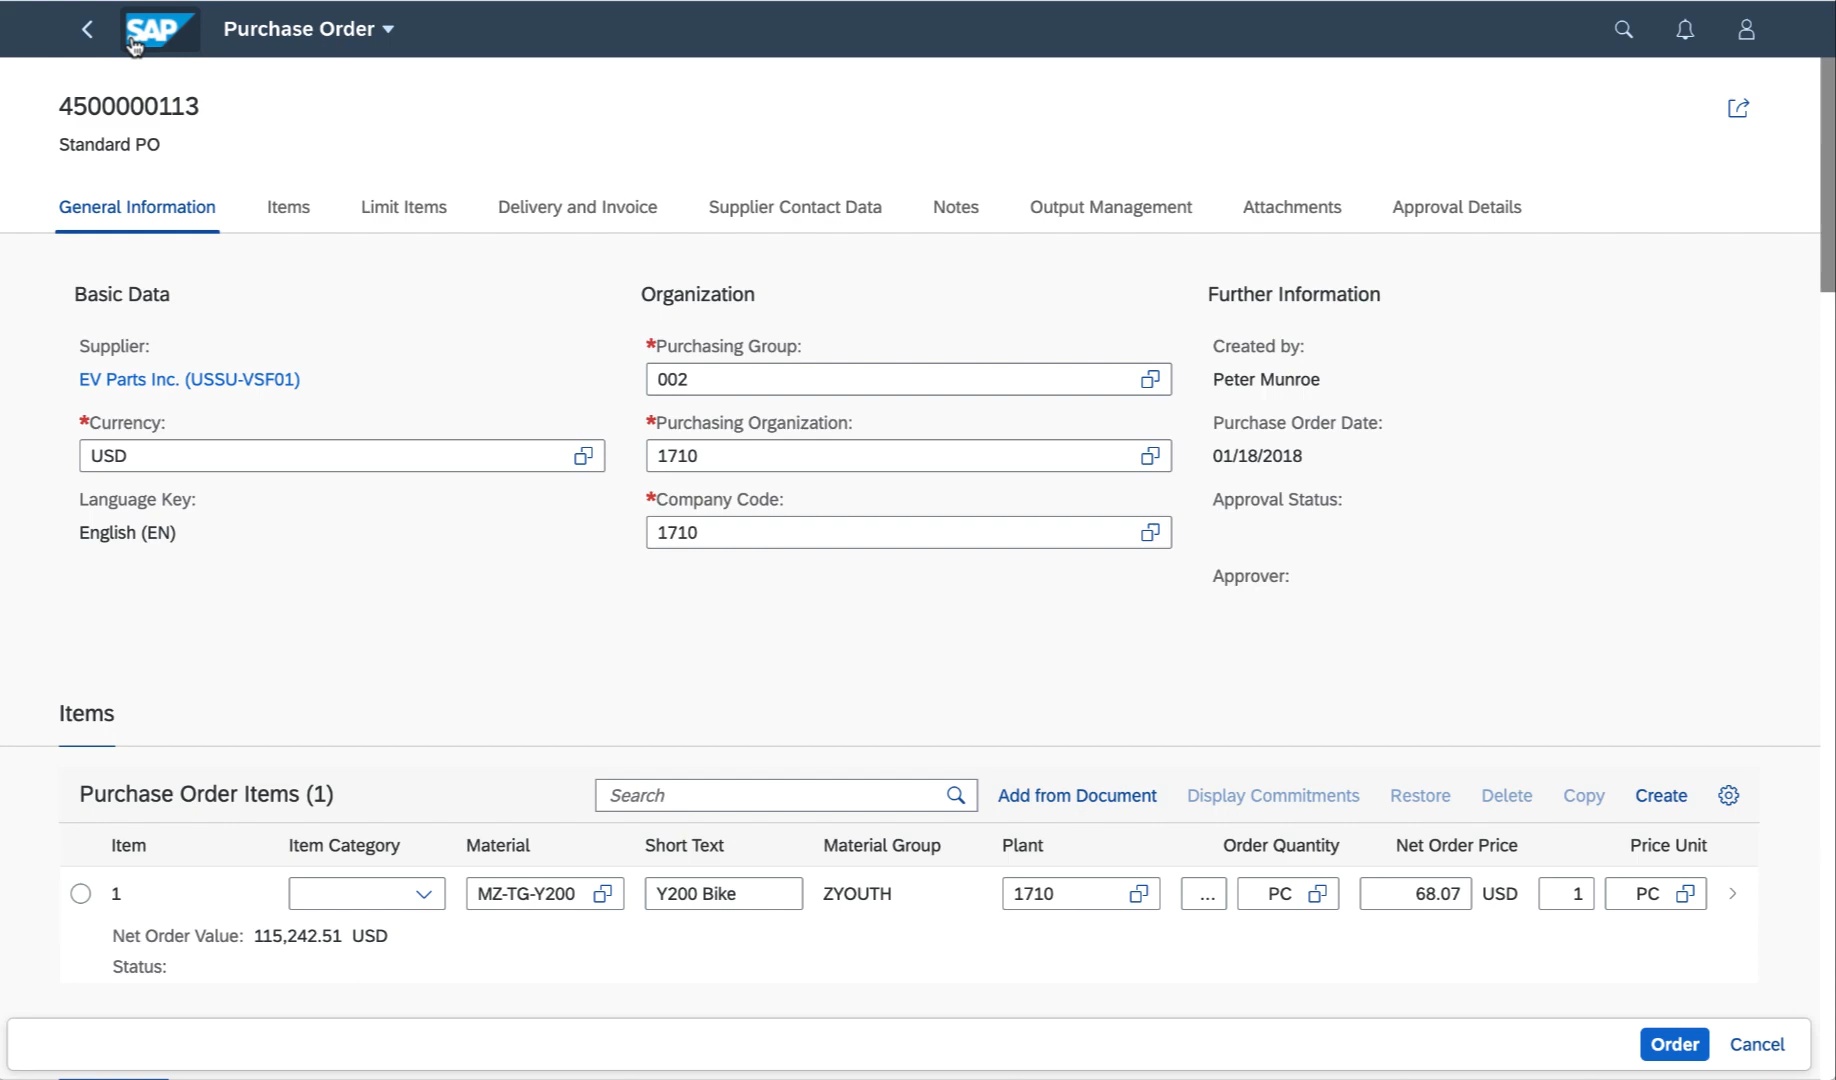 SAP Purchase Order
4500000113
Standard PO
General Information Items Limit Items Delivery and Invoice Supplier Contact Data Notes Output Management Attachments Approval Details
Basic Data
Supplier:
EV Parts Inc. (USSU-VSF01)
*Currency:
USD
Language Key:
English (EN)
Organization
*Purchasing Group:
002
*Purchasing Organization:
1710
*Company Code:
1710
Further Information
Created by:
Peter Munroe
Purchase Order Date:
01/18/2018
Approval Status:
Approver:
Items
Purchase Order Items (1) Search Add from Document Display Commitments Restore Delete Copy Create
Item Item Category Material Short Text Material Group Plant Order Quantity Net Order Price Price Unit
1 MZ-TG-Y200 Y200 Bike ZYOUTH 1710 ... PC 68.07 USD 1 PC
Net Order Value: 115,242.51 USD
Status:
Order Cancel